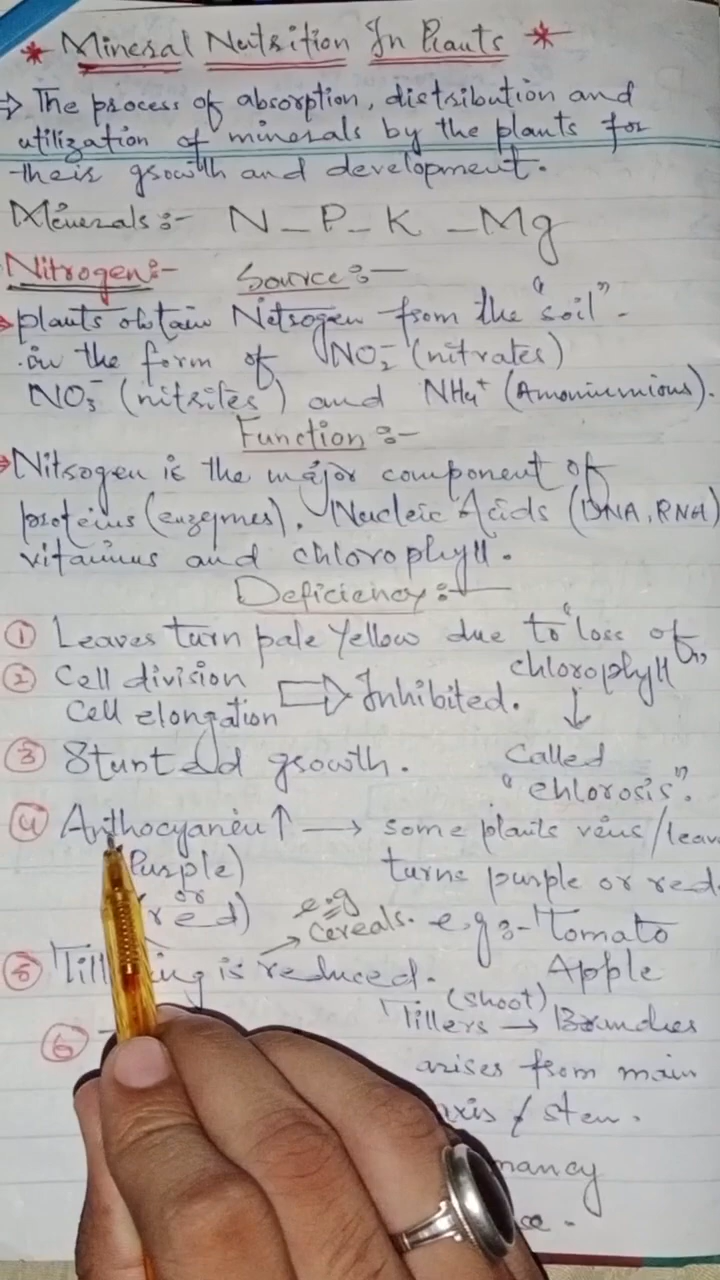 * Mineral Nutrition In Plants *
⇒ The process of absorption, distribution and
utilization of minerals by the plants for
their growth and development.
Minerals :- N - P - K - Mg
Nitrogen :- Source :-
plants obtain Nitrogen from the "soil" -
in the form of NO₂⁻ (nitrates)
NO₃⁻ (nitrites) and NH₄⁺ (Amoniumions).
Function :-
Nitrogen is the major component of
proteins (enzymes). Nucleic Acids (DNA, RNA)
vitamins and chlorophyll.
Deficiency :-
① Leaves turn pale yellow due to "loss of
chlorophyll"
↓
Called
"chlorosis".
② Cell division
Cell elongation ⇒ Inhibited.
③ Stunted growth.
④ Anthocyanin ↑ → some plants veins/leav
turns purple or red.
Purple)
or
red)
e.g:- Tomato
Apple
e.g
→ Cereals.
⑤ is reduced.
Tillers (shoot) → Branches
arises from main
axis / stem.
⑥